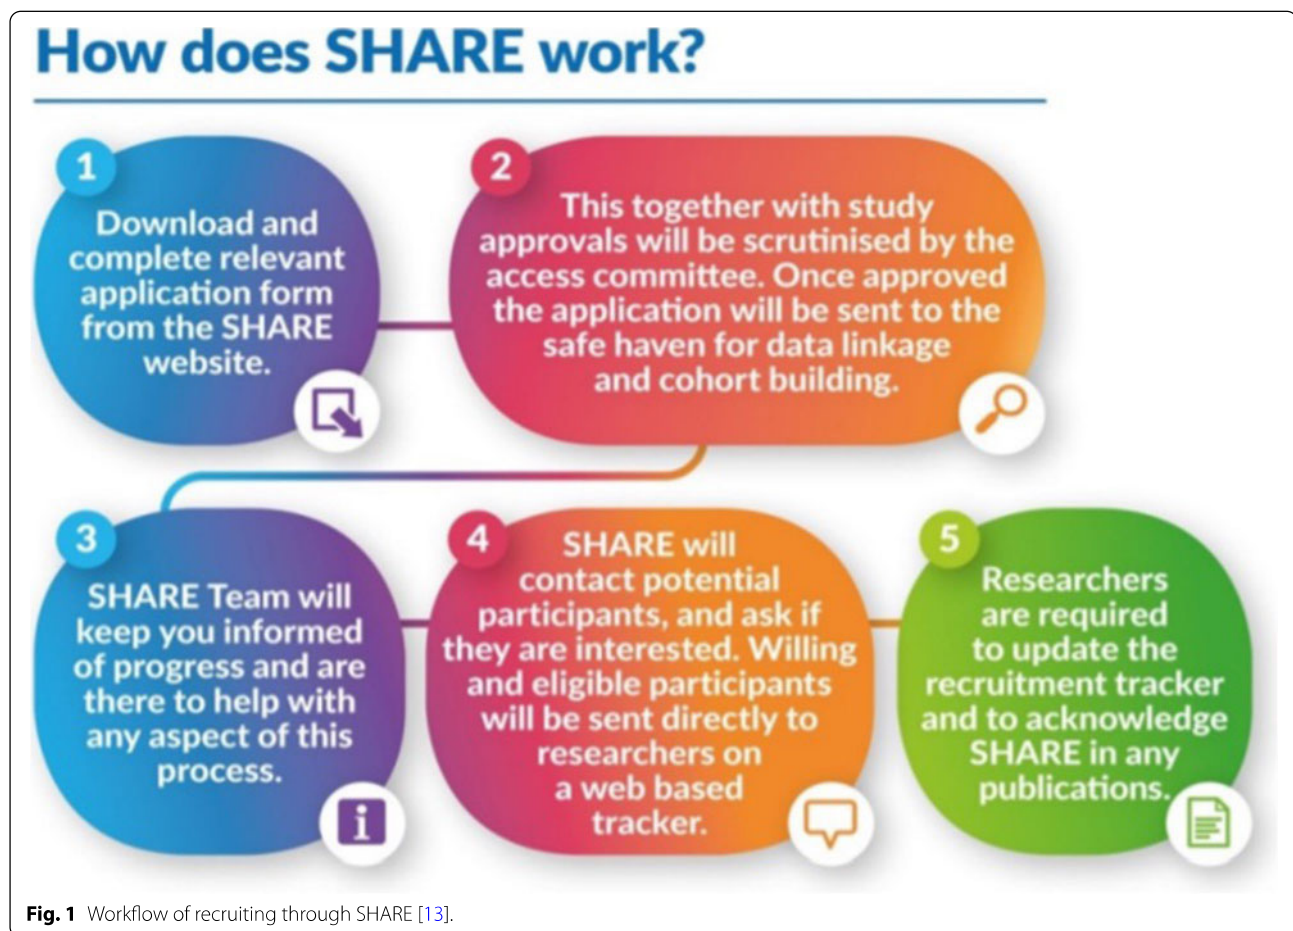 How does SHARE work?
1
Download and
complete relevant
application form
from the SHARE
website.
2
This together with study
approvals will be scrutinised by the
access committee. Once approved
the application will be sent to the
safe haven for data linkage
and cohort building.
3
SHARE Team will
keep you informed
of progress and are
there to help with
any aspect of this
process.
4
SHARE will
contact potential
participants, and ask if
they are interested. Willing
and eligible participants
will be sent directly to
researchers on
a web based
tracker.
5
Researchers
are required
to update the
recruitment tracker
and to acknowledge
SHARE in any
publications.
Fig. 1 Workflow of recruiting through SHARE [13].